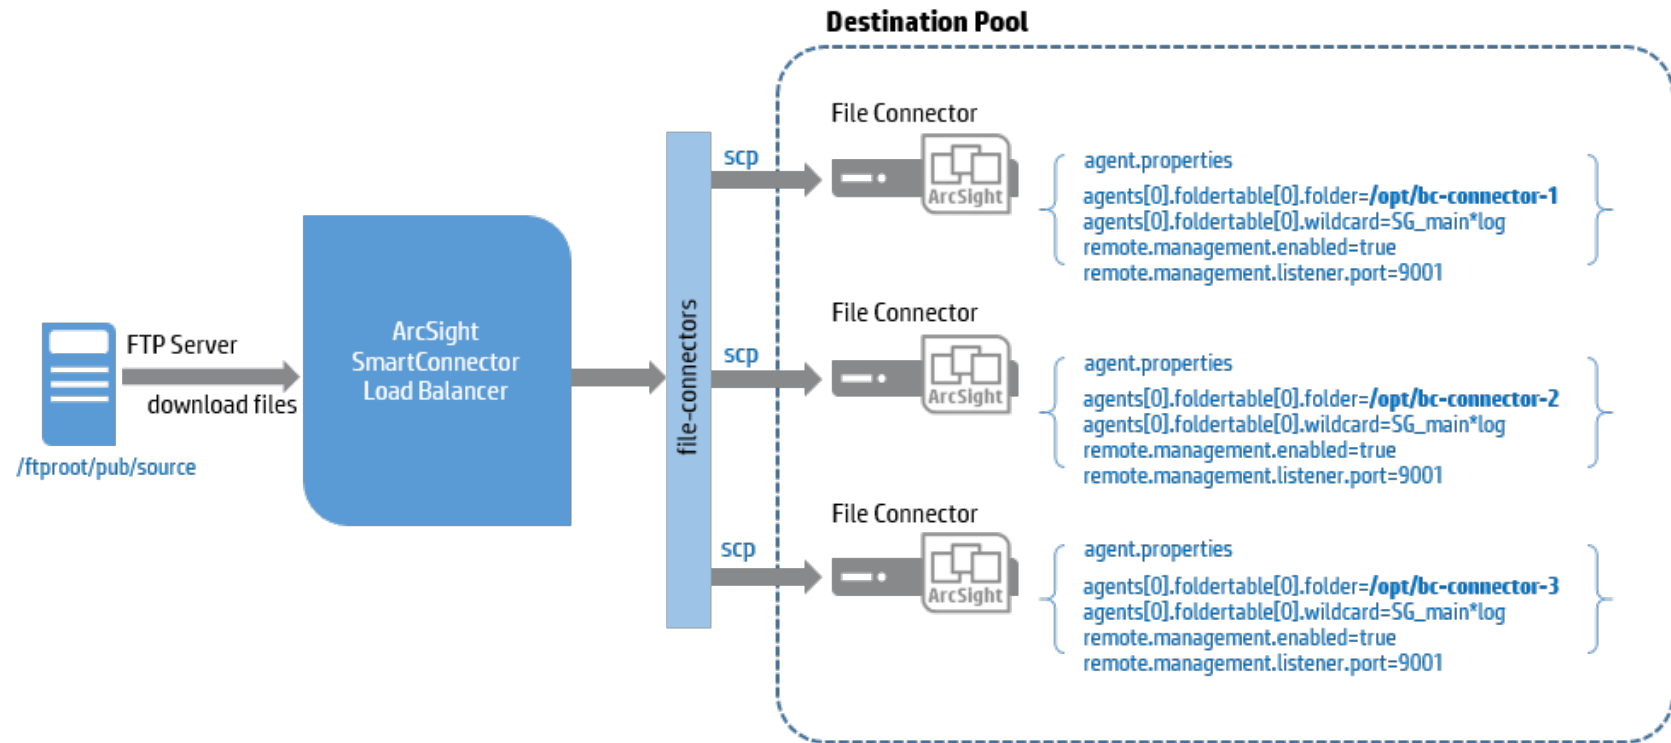 Destination Pool
FTP Server
download files
/ftproot/pub/source
ArcSight
SmartConnector
Load Balancer
file-connectors
scp
File Connector
ArcSight
agent.properties
agents[0].foldertable[0].folder=/opt/bc-connector-1
agents[0].foldertable[0].wildcard=SG_main*log
remote.management.enabled=true
remote.management.listener.port=9001
scp
File Connector
ArcSight
agent.properties
agents[0].foldertable[0].folder=/opt/bc-connector-2
agents[0].foldertable[0].wildcard=SG_main*log
remote.management.enabled=true
remote.management.listener.port=9001
scp
File Connector
ArcSight
agent.properties
agents[0].foldertable[0].folder=/opt/bc-connector-3
agents[0].foldertable[0].wildcard=SG_main*log
remote.management.enabled=true
remote.management.listener.port=9001